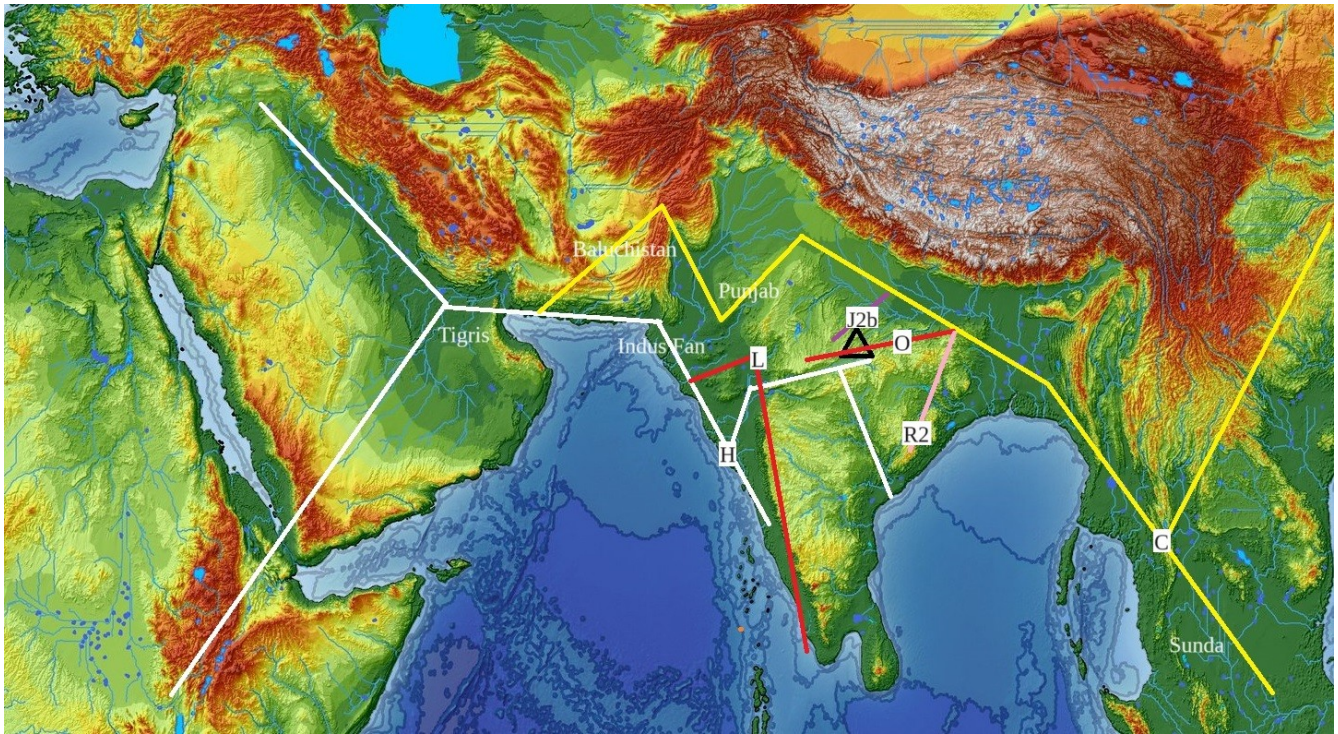 Baluchistan
Punjab
J2b
Tigris
Indus Fan
O
L
R2
H
C
Sunda